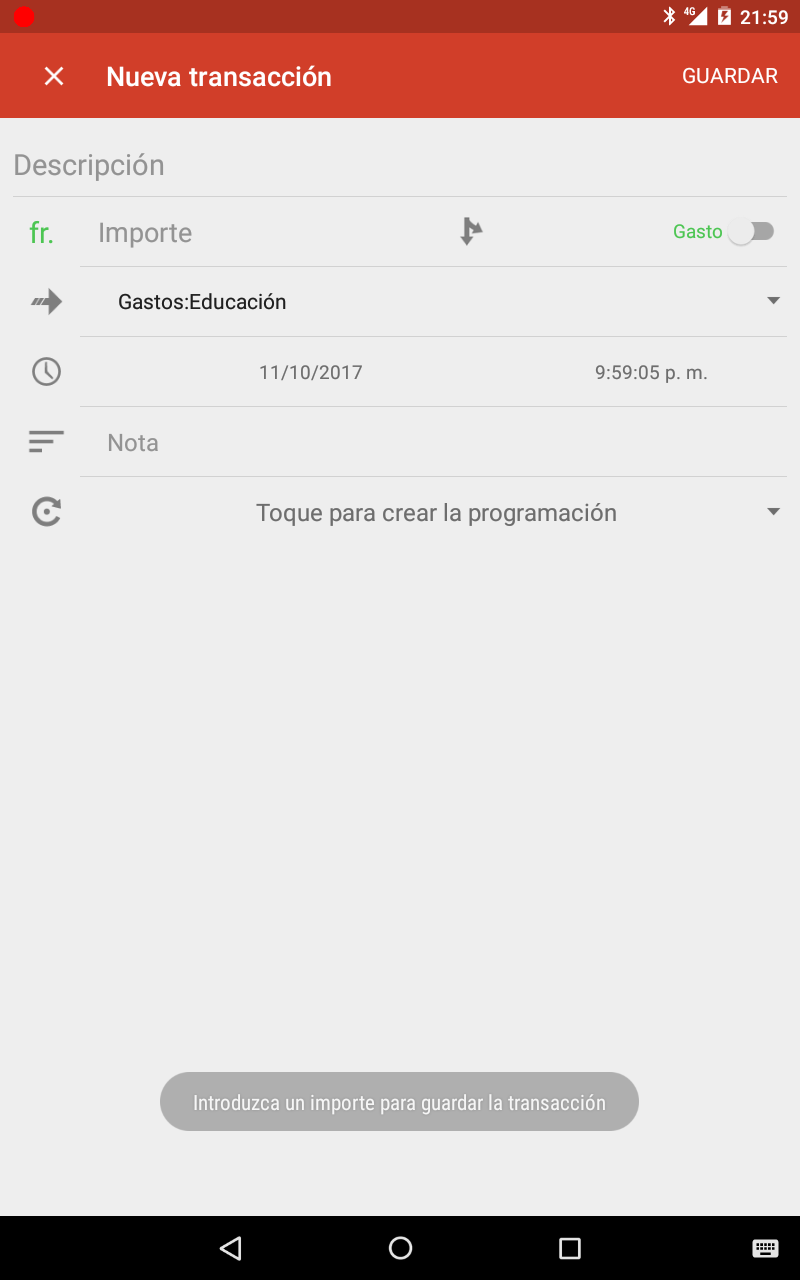 4G 21:59
Nueva transacción GUARDAR
Descripción
fr. Importe Gasto
Gastos:Educación
11/10/2017 9:59:05 p. m.
Nota
Toque para crear la programación
Introduzca un importe para guardar la transacción